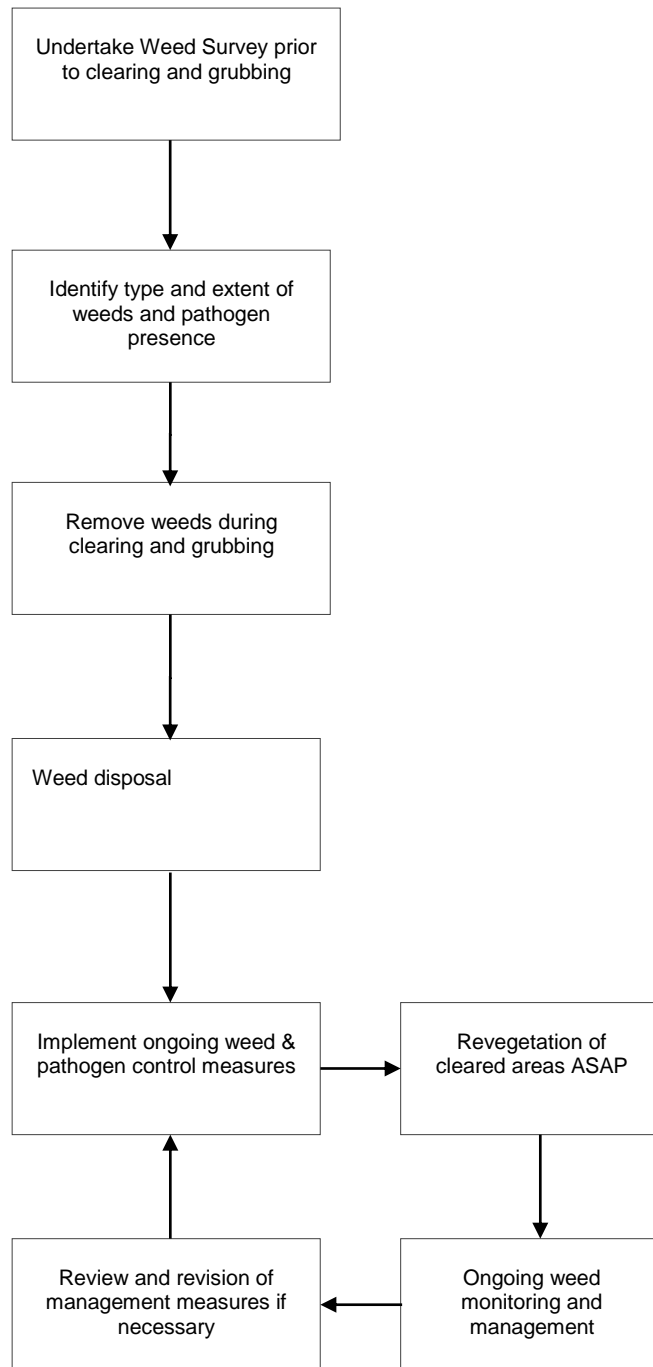 Undertake Weed Survey prior
to clearing and grubbing
Identify type and extent of
weeds and pathogen
presence
Remove weeds during
clearing and grubbing
Weed disposal
Implement ongoing weed &
pathogen control measures
Revegetation of
cleared areas ASAP
Ongoing weed
monitoring and
management
Review and revision of
management measures if
necessary